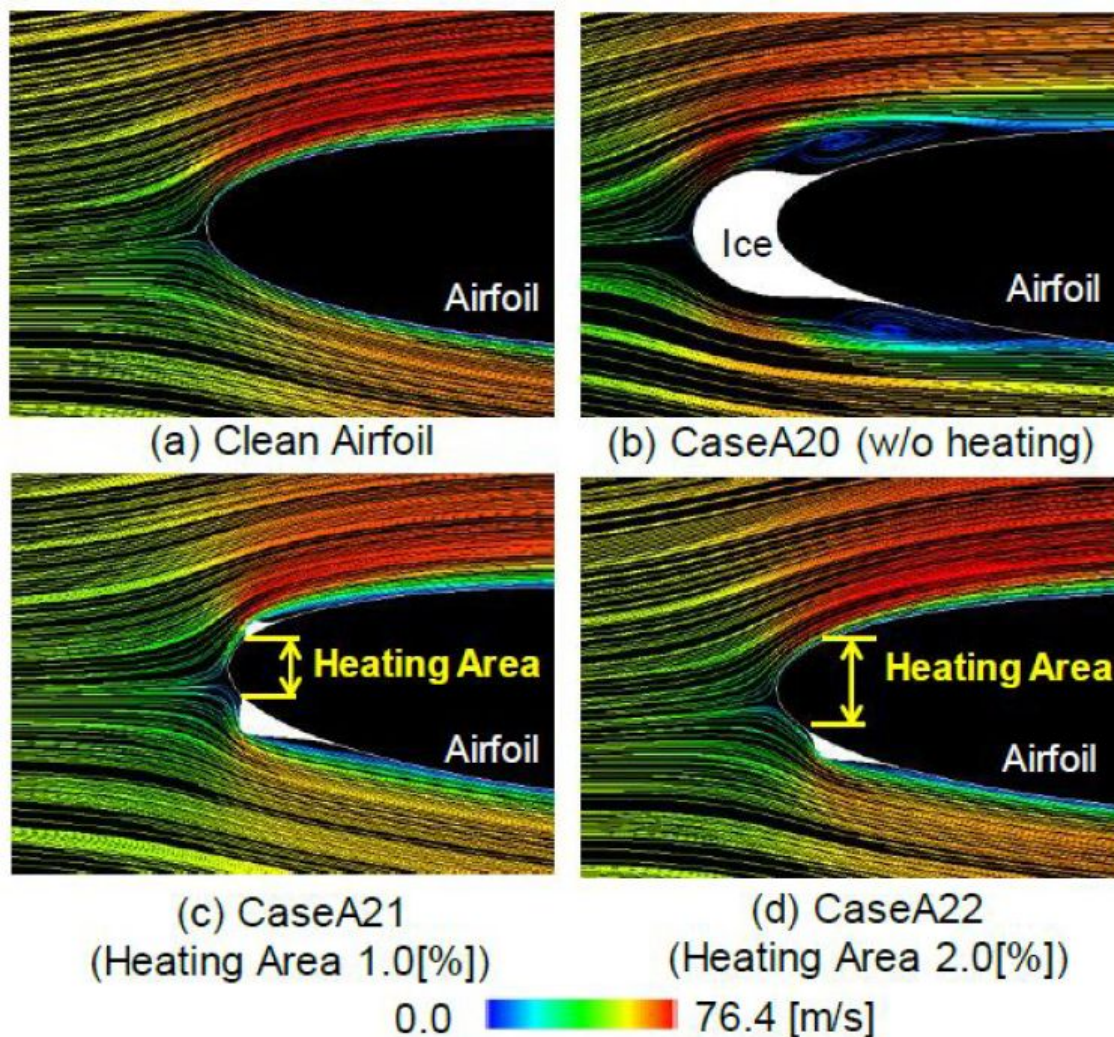 Airfoil
Ice
Airfoil
(a) Clean Airfoil
(b) CaseA20 (w/o heating)
Heating Area
Airfoil
Heating Area
Airfoil
(c) CaseA21
(Heating Area 1.0[%])
(d) CaseA22
(Heating Area 2.0[%])
0.0 76.4 [m/s]